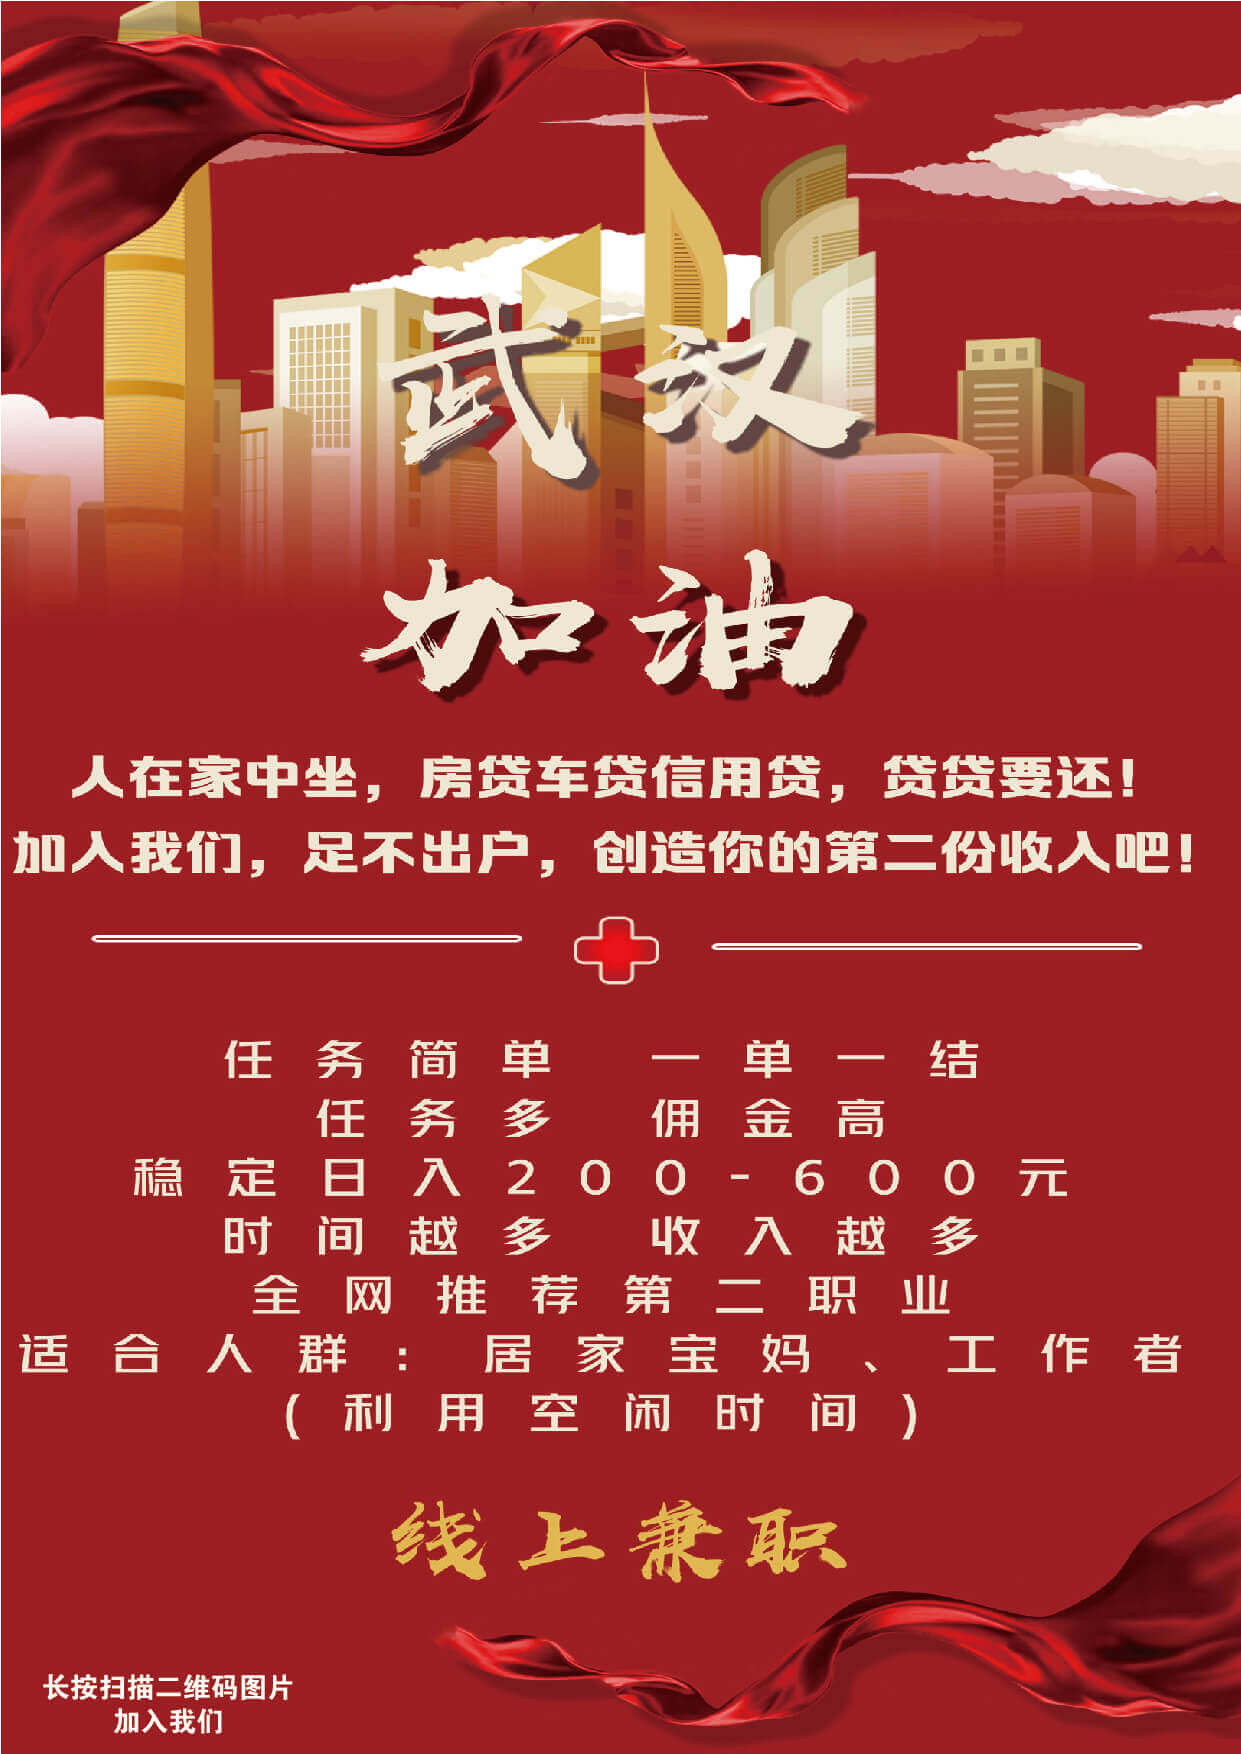 武汉
加油
人在家中坐，房贷车贷信用贷，贷贷要还！
加入我们，足不出户，创造你的第二份收入吧！
任务简单 一单一结
任务多 佣金高
稳定日入200-600元
时间越多 收入越多
全网推荐第二职业
适合人群：居家宝妈、工作者
(利用空闲时间)
线上兼职
长按扫描二维码图片
加入我们